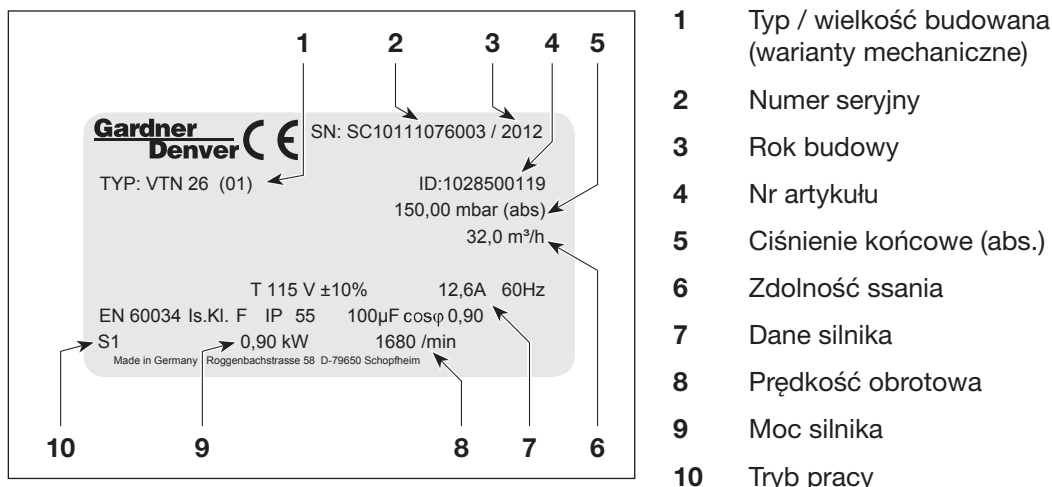 1 2 3 4 5
Gardner
Denver CE
SN: SC10111076003 / 2012
TYP: VTN 26 (01)
ID:1028500119
150,00 mbar (abs)
32,0 m³/h
T 115 V ±10% 12,6A 60Hz
EN 60034 Is.Kl. F IP 55 100µF cosφ 0,90
S1 0,90 kW 1680 /min
Made in Germany Roggenbachstrasse 58 D-79650 Schopfheim
10 9 8 7 6
1 Typ / wielkość budowana
(warianty mechaniczne)
2 Numer seryjny
3 Rok budowy
4 Nr artykułu
5 Ciśnienie końcowe (abs.)
6 Zdolność ssania
7 Dane silnika
8 Prędkość obrotowa
9 Moc silnika
10 Tryb pracy